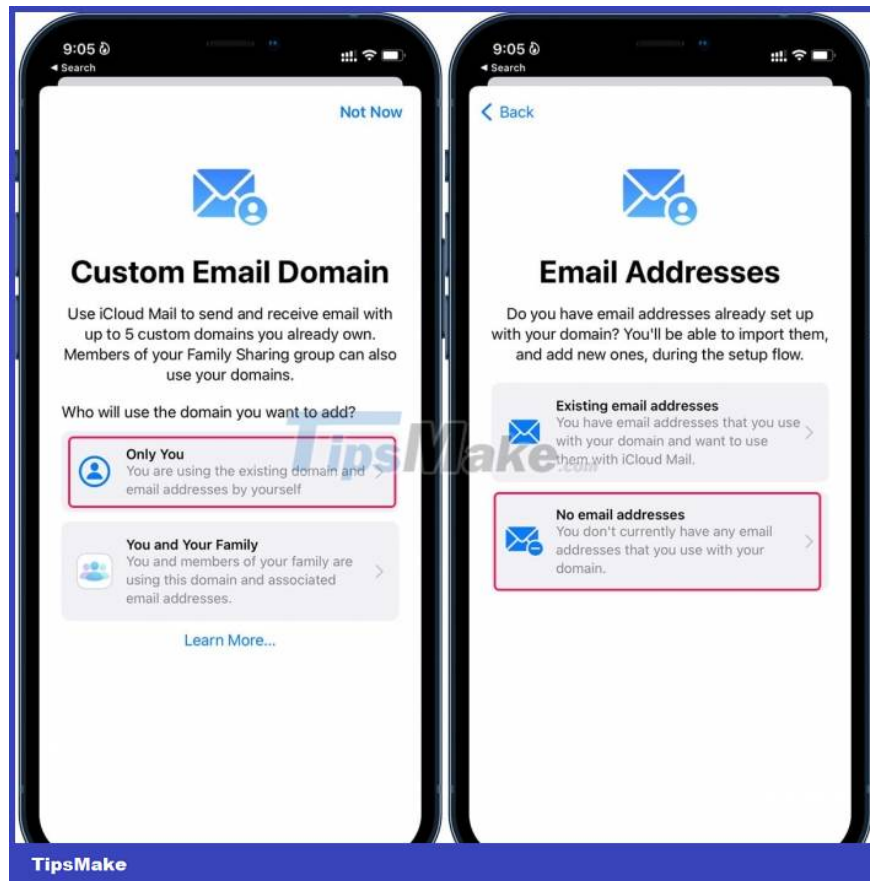 9:05
Search
Not Now
Custom Email Domain
Use iCloud Mail to send and receive email with
up to 5 custom domains you already own.
Members of your Family Sharing group can also
use your domains.
Who will use the domain you want to add?
Only You
You are using the existing domain and
email addresses by yourself
You and Your Family
You and members of your family are
using this domain and associated
email addresses.
Learn More...
9:05
Search
Back
Email Addresses
Do you have email addresses already set up
with your domain? You'll be able to import them,
and add new ones, during the setup flow.
Existing email addresses
You have email addresses that you use
with your domain and want to use
them with iCloud Mail.
No email addresses
You don't currently have any email
addresses that you use with your
domain.
TipsMake.com
TipsMake